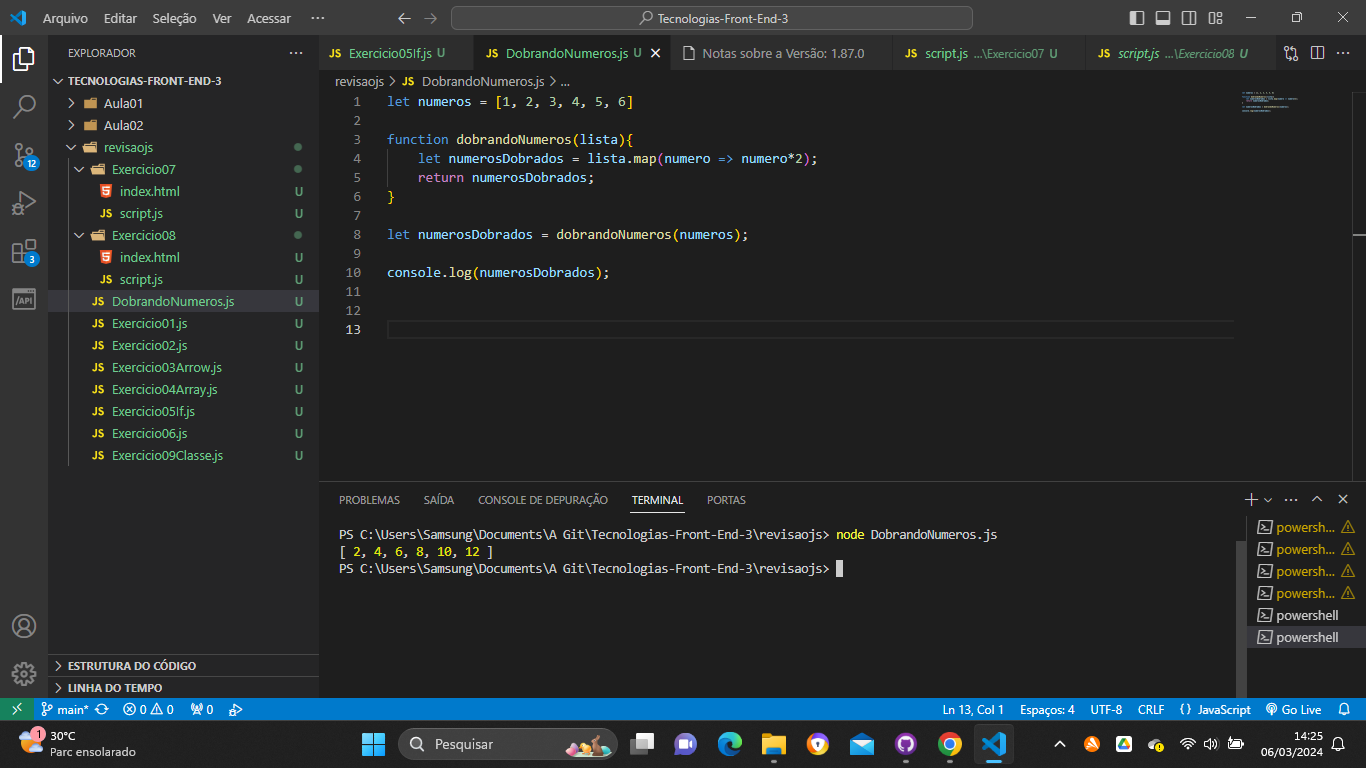 Arquivo Editar Seleção Ver Acessar ··· Tecnologias-Front-End-3
EXPLORADOR ···
TECNOLOGIAS-FRONT-END-3
Aula01
Aula02
revisaojs
Exercicio07
index.html U
script.js U
Exercicio08
index.html U
script.js U
DobrandoNumeros.js U
Exercicio01.js U
Exercicio02.js U
Exercicio03Arrow.js U
Exercicio04Array.js U
Exercicio05If.js U
Exercicio06.js U
Exercicio09Classe.js U
ESTRUTURA DO CÓDIGO
LINHA DO TEMPO
12
3
/API
JS Exercicio05If.js U JS DobrandoNumeros.js U Notas sobre a Versão: 1.87.0 JS script.js ...\Exercicio07 U JS script.js ...\Exercicio08 U ···
revisaojs > JS DobrandoNumeros.js > ...
1 let numeros = [1, 2, 3, 4, 5, 6]
2
3 function dobrandoNumeros(lista){
4 let numerosDobrados = lista.map(numero => numero*2);
5 return numerosDobrados;
6 }
7
8 let numerosDobrados = dobrandoNumeros(numeros);
9
10 console.log(numerosDobrados);
11
12
13
PROBLEMAS SAÍDA CONSOLE DE DEPURAÇÃO TERMINAL PORTAS
PS C:\Users\Samsung\Documents\A Git\Tecnologias-Front-End-3\revisaojs> node DobrandoNumeros.js
[ 2, 4, 6, 8, 10, 12 ]
PS C:\Users\Samsung\Documents\A Git\Tecnologias-Front-End-3\revisaojs>
powersh...
powersh...
powersh...
powersh...
powershell
powershell
main* 0 0 0 Ln 13, Col 1 Espaços: 4 UTF-8 CRLF {} JavaScript Go Live
1 30°C
Parc ensolarado
Pesquisar
14:25
06/03/2024